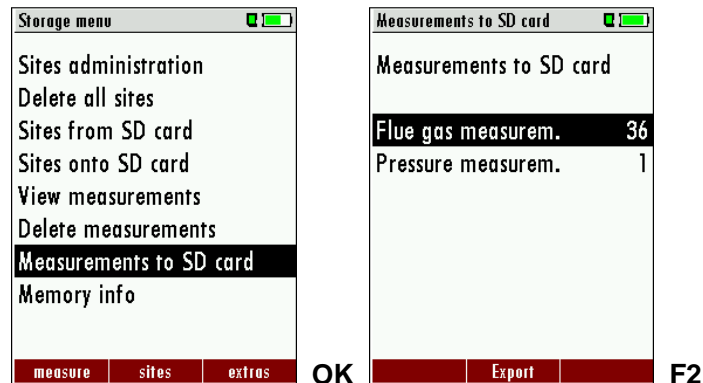 Storage menu
Sites administration
Delete all sites
Sites from SD card
Sites onto SD card
View measurements
Delete measurements
Measurements to SD card
Memory info
measure sites extras
OK
Measurements to SD card
Measurements to SD card
Flue gas measurem. 36
Pressure measurem. 1
Export
F2